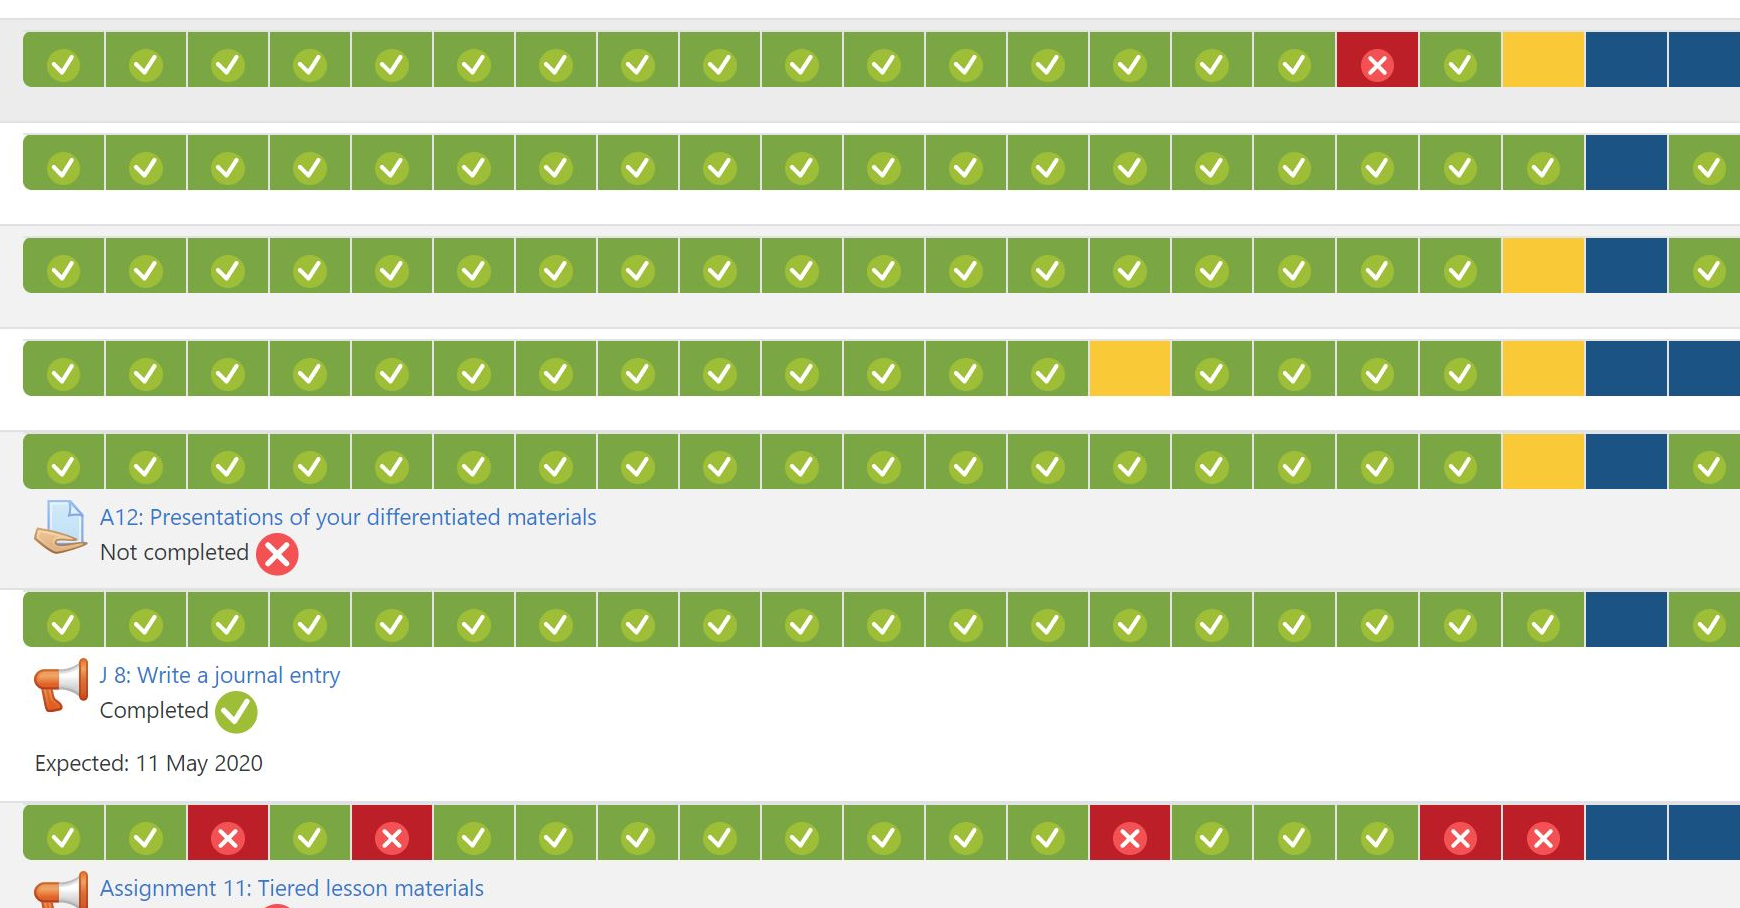 A12: Presentations of your differentiated materials
Not completed
J 8: Write a journal entry
Completed
Expected: 11 May 2020
Assignment 11: Tiered lesson materials